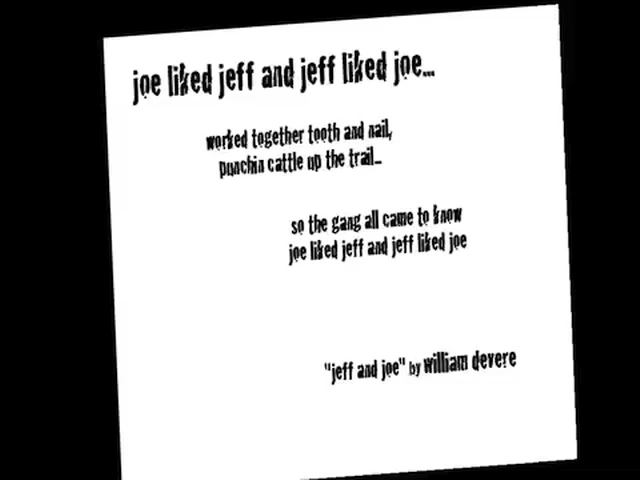 joe liked jeff and jeff liked joe...
worked together tooth and nail,
punchin cattle up the trail...
so the gang all came to know
joe liked jeff and jeff liked joe
"jeff and joe" by william devere